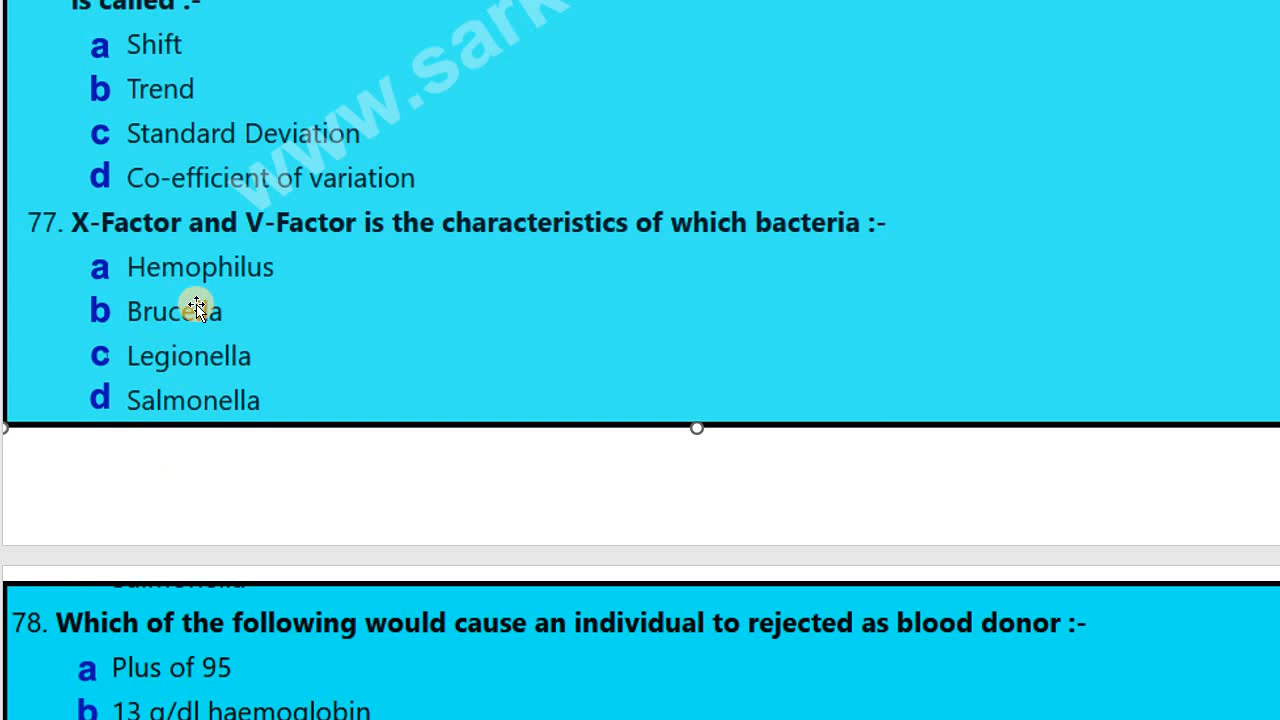 is called :-
a Shift
b Trend
c Standard Deviation
d Co-efficient of variation
www.sark
77. X-Factor and V-Factor is the characteristics of which bacteria :-
a Hemophilus
b Brucella
c Legionella
d Salmonella
78. Which of the following would cause an individual to rejected as blood donor :-
a Plus of 95
b 13 g/dl haemoglobin